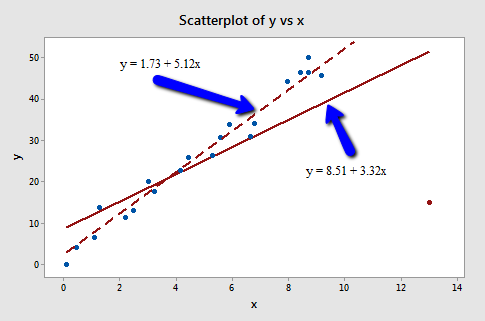 Scatterplot of y vs x
50
y = 1.73 + 5.12x
40
30
y
y = 8.51 + 3.32x
20
10
0
0 2 4 6 8 10 12 14
x